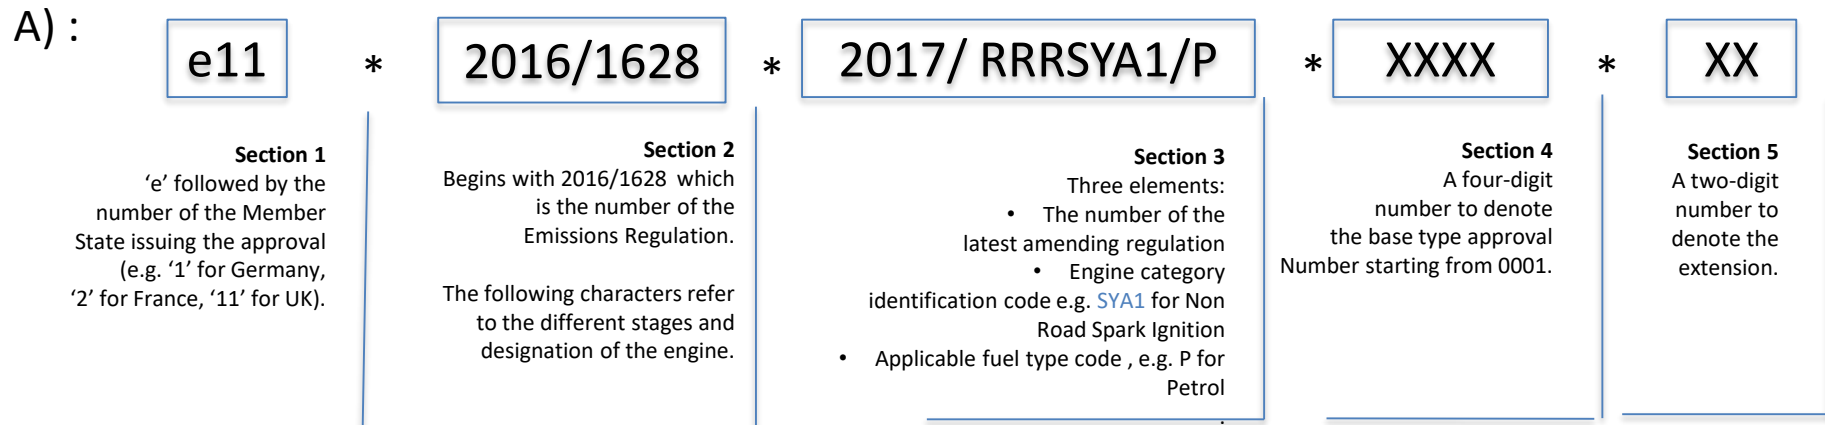 A) :
e11 * 2016/1628 * 2017/ RRRSYA1/P * XXXX * XX
Section 1
‘e’ followed by the
number of the Member
State issuing the approval
(e.g. ‘1’ for Germany,
‘2’ for France, ‘11’ for UK).
Section 2
Begins with 2016/1628 which
is the number of the
Emissions Regulation.
The following characters refer
to the different stages and
designation of the engine.
Section 3
Three elements:
• The number of the
latest amending regulation
• Engine category
identification code e.g. SYA1 for Non
Road Spark Ignition
• Applicable fuel type code , e.g. P for
Petrol
Section 4
A four-digit
number to denote
the base type approval
Number starting from 0001.
Section 5
A two-digit
number to
denote the
extension.